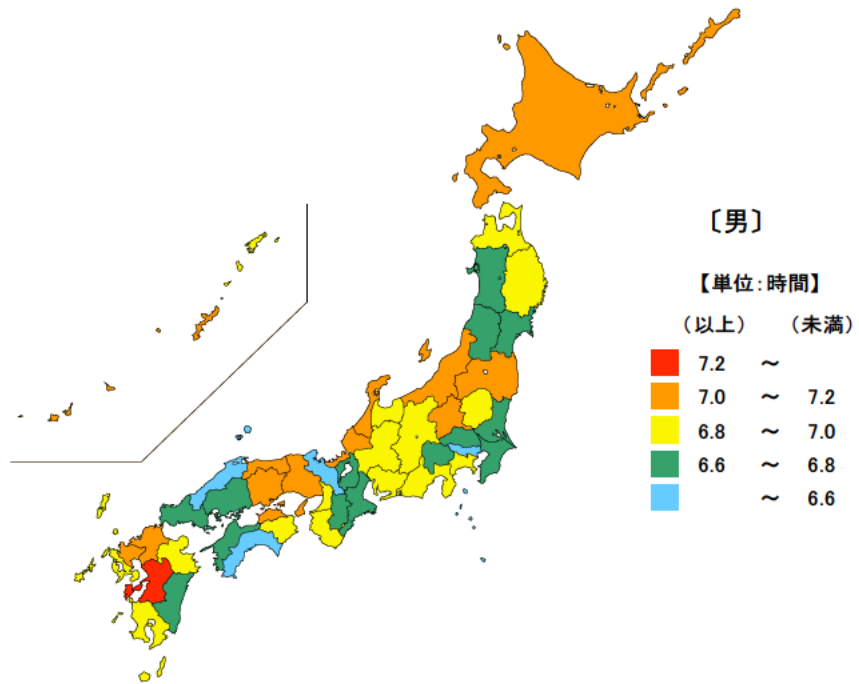 〔男〕
【単位:時間】
（以上） （未満）
7.2 ～
7.0 ～ 7.2
6.8 ～ 7.0
6.6 ～ 6.8
～ 6.6